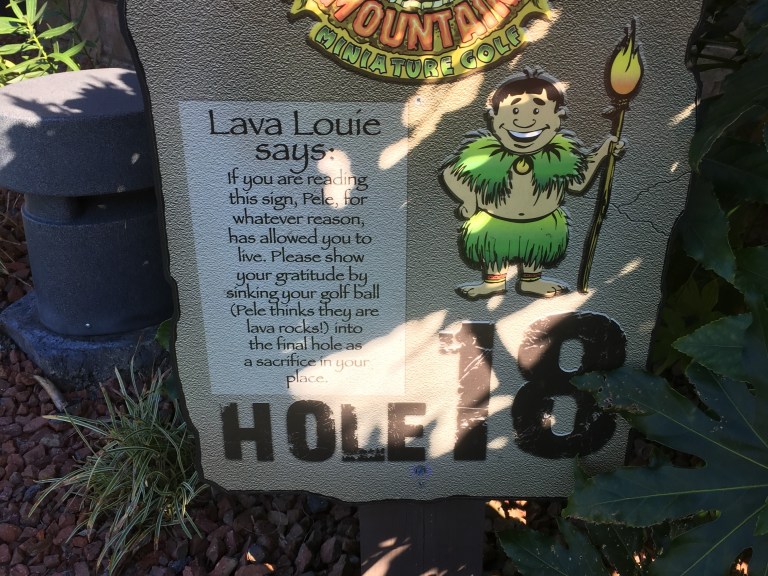 MOUNTAIN
MINIATURE GOLF
Lava Louie
says:
If you are reading
this sign, Pele, for
whatever reason,
has allowed you to
live. Please show
your gratitude by
sinking your golf ball
(Pele thinks they are
lava rocks!) into
the final hole as
a sacrifice in your
place.
HOLE 18